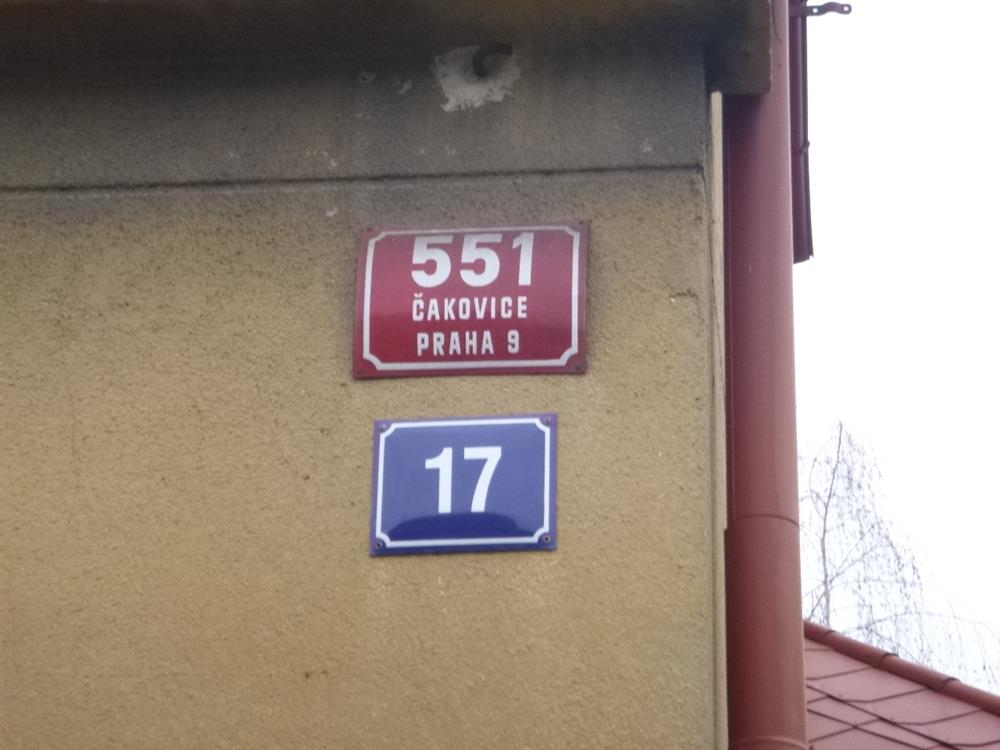 551
ČAKOVICE
PRAHA 9
17